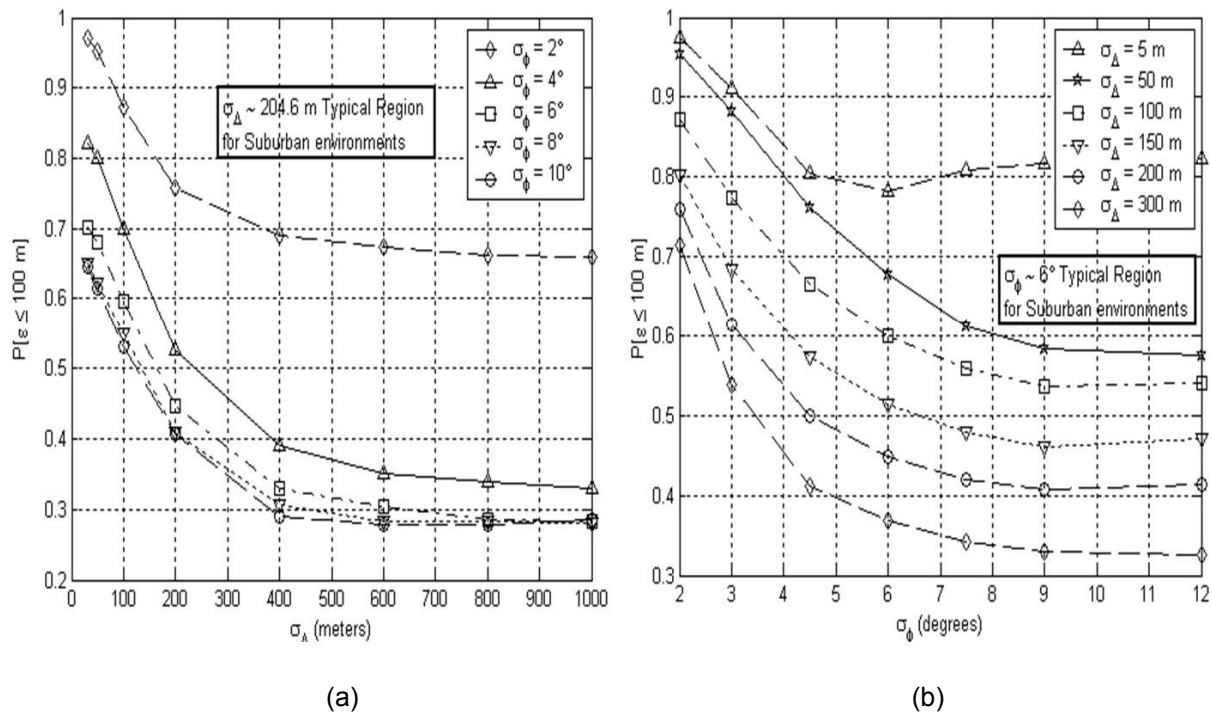 1
0.9
0.8
0.7
0.6
0.5
0.4
0.3
0.2
0 100 200 300 400 500 600 700 800 900 1000
P[ε ≤ 100 m]
σΔ (meters)
σΔ ~ 204.6 m Typical Region
for Suburban environments
σϕ = 2°
σϕ = 4°
σϕ = 6°
σϕ = 8°
σϕ = 10°
(a)
1
0.9
0.8
0.7
0.6
0.5
0.4
0.3
2 3 4 5 6 7 8 9 10 11 12
P[ε ≤ 100 m]
σϕ (degrees)
σΔ = 5 m
σΔ = 50 m
σΔ = 100 m
σΔ = 150 m
σΔ = 200 m
σΔ = 300 m
σϕ ~ 6° Typical Region
for Suburban environments
(b)